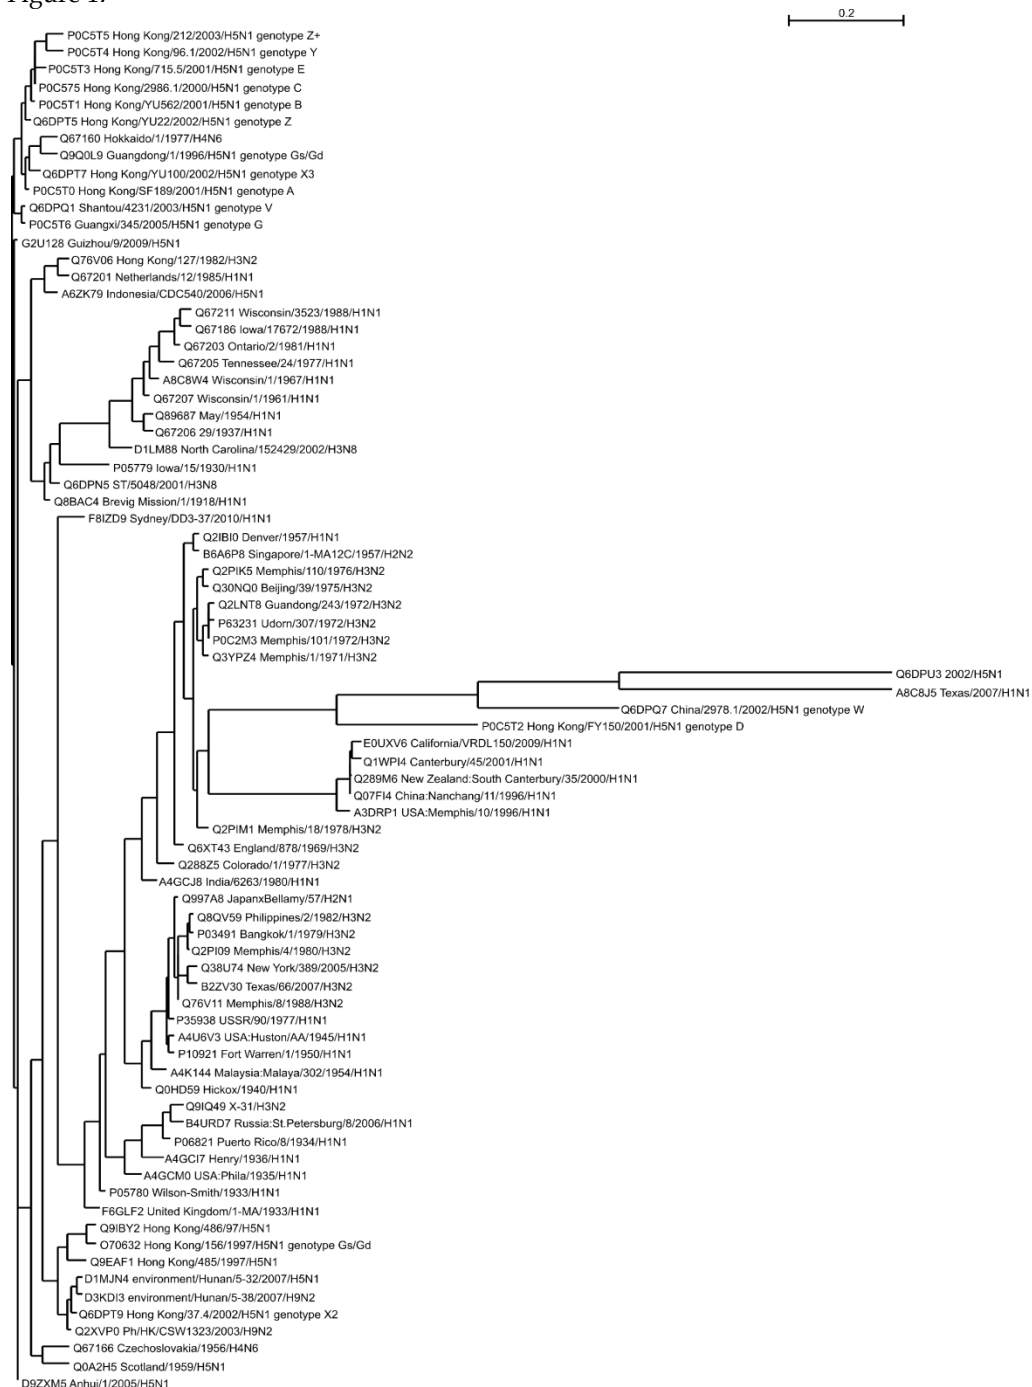 Figure 1.
0.2
P0C5T5 Hong Kong/212/2003/H5N1 genotype Z+
P0C5T4 Hong Kong/96.1/2002/H5N1 genotype Y
P0C5T3 Hong Kong/715.5/2001/H5N1 genotype E
P0C575 Hong Kong/2986.1/2000/H5N1 genotype C
P0C5T1 Hong Kong/YU562/2001/H5N1 genotype B
Q6DPT5 Hong Kong/YU22/2002/H5N1 genotype Z
Q67160 Hokkaido/1/1977/H4N6
Q9Q0L9 Guangdong/1/1996/H5N1 genotype Gs/Gd
Q6DPT7 Hong Kong/YU100/2002/H5N1 genotype X3
P0C5T0 Hong Kong/SF189/2001/H5N1 genotype A
Q6DPQ1 Shantou/4231/2003/H5N1 genotype V
P0C5T6 Guangxi/345/2005/H5N1 genotype G
G2U128 Guizhou/9/2009/H5N1
Q76V06 Hong Kong/127/1982/H3N2
Q67201 Netherlands/12/1985/H1N1
A6ZK79 Indonesia/CDC540/2006/H5N1
Q67211 Wisconsin/3523/1988/H1N1
Q67186 Iowa/17672/1988/H1N1
Q67203 Ontario/2/1981/H1N1
Q67205 Tennessee/24/1977/H1N1
A8C8W4 Wisconsin/1/1967/H1N1
Q67207 Wisconsin/1/1961/H1N1
Q89687 May/1954/H1N1
Q67206 29/1937/H1N1
D1LM88 North Carolina/152429/2002/H3N8
P05779 Iowa/15/1930/H1N1
Q6DPN5 ST/5048/2001/H3N8
Q8BAC4 Brevig Mission/1/1918/H1N1
F8IZD9 Sydney/DD3-37/2010/H1N1
Q2IBI0 Denver/1957/H1N1
B6A6P8 Singapore/1-MA12C/1957/H2N2
Q2PIK5 Memphis/110/1976/H3N2
Q30NQ0 Beijing/39/1975/H3N2
Q2LNT8 Guandong/243/1972/H3N2
P63231 Udorn/307/1972/H3N2
P0C2M3 Memphis/101/1972/H3N2
Q3YPZ4 Memphis/1/1971/H3N2
Q6DPU3 2002/H5N1
A8C8J5 Texas/2007/H1N1
Q6DPQ7 China/2978.1/2002/H5N1 genotype W
P0C5T2 Hong Kong/FY150/2001/H5N1 genotype D
E0UXV6 California/VRDL150/2009/H1N1
Q1WPI4 Canterbury/45/2001/H1N1
Q289M6 New Zealand:South Canterbury/35/2000/H1N1
Q07FI4 China:Nanchang/11/1996/H1N1
A3DRP1 USA:Memphis/10/1996/H1N1
Q2PIM1 Memphis/18/1978/H3N2
Q6XT43 England/878/1969/H3N2
Q288Z5 Colorado/1/1977/H3N2
A4GCJ8 India/6263/1980/H1N1
Q997A8 JapanxBellamy/57/H2N1
Q8QV59 Philippines/2/1982/H3N2
P03491 Bangkok/1/1979/H3N2
Q2PI09 Memphis/4/1980/H3N2
Q38U74 New York/389/2005/H3N2
B2ZV30 Texas/66/2007/H3N2
Q76V11 Memphis/8/1988/H3N2
P35938 USSR/90/1977/H1N1
A4U6V3 USA:Huston/AA/1945/H1N1
P10921 Fort Warren/1/1950/H1N1
A4K144 Malaysia:Malaya/302/1954/H1N1
Q0HD59 Hickox/1940/H1N1
Q9IQ49 X-31/H3N2
B4URD7 Russia:St.Petersburg/8/2006/H1N1
P06821 Puerto Rico/8/1934/H1N1
A4GCI7 Henry/1936/H1N1
A4GCM0 USA:Phila/1935/H1N1
P05780 Wilson-Smith/1933/H1N1
F6GLF2 United Kingdom/1-MA/1933/H1N1
Q9IBY2 Hong Kong/486/97/H5N1
O70632 Hong Kong/156/1997/H5N1 genotype Gs/Gd
Q9EAF1 Hong Kong/485/1997/H5N1
D1MJN4 environment/Hunan/5-32/2007/H5N1
D3KDI3 environment/Hunan/5-38/2007/H9N2
Q6DPT9 Hong Kong/37.4/2002/H5N1 genotype X2
Q2XVP0 Ph/HK/CSW1323/2003/H9N2
Q67166 Czechoslovakia/1956/H4N6
Q0A2H5 Scotland/1959/H5N1
D9ZXM5 Anhui/1/2005/H5N1